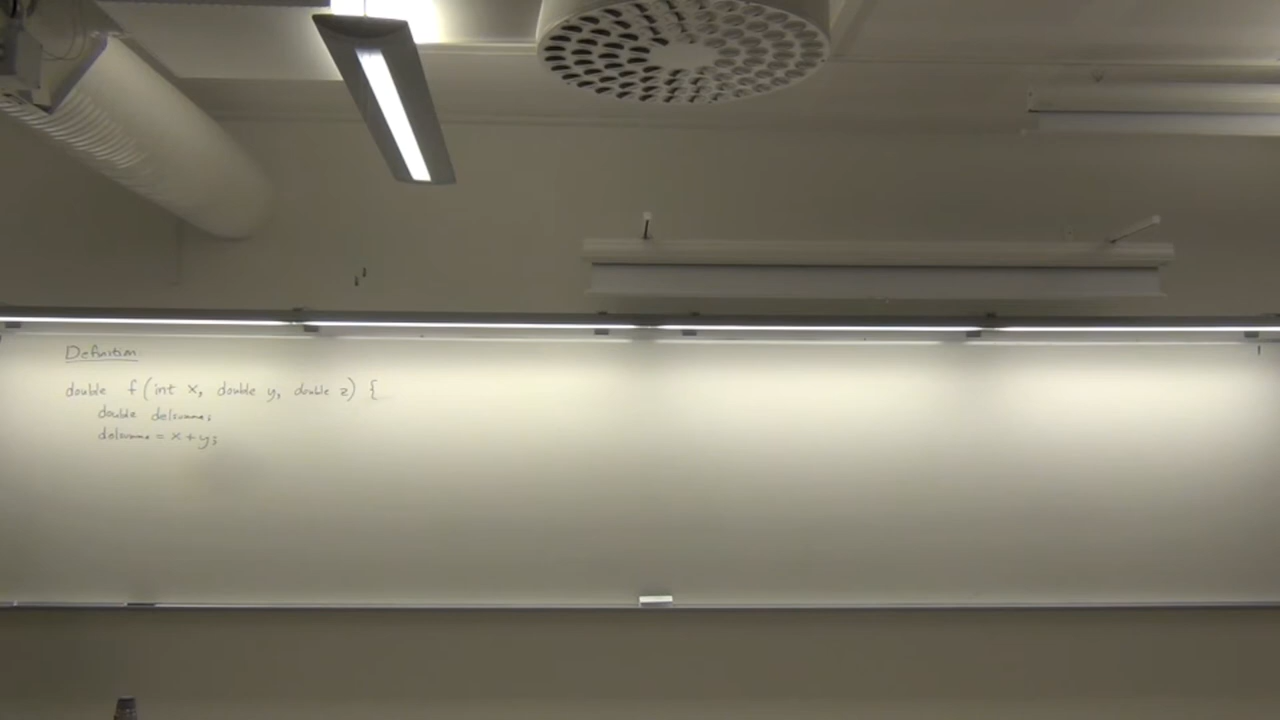 Definition
double f(int x, double y, double z) {
double delsumma;
delsumma = x + y;